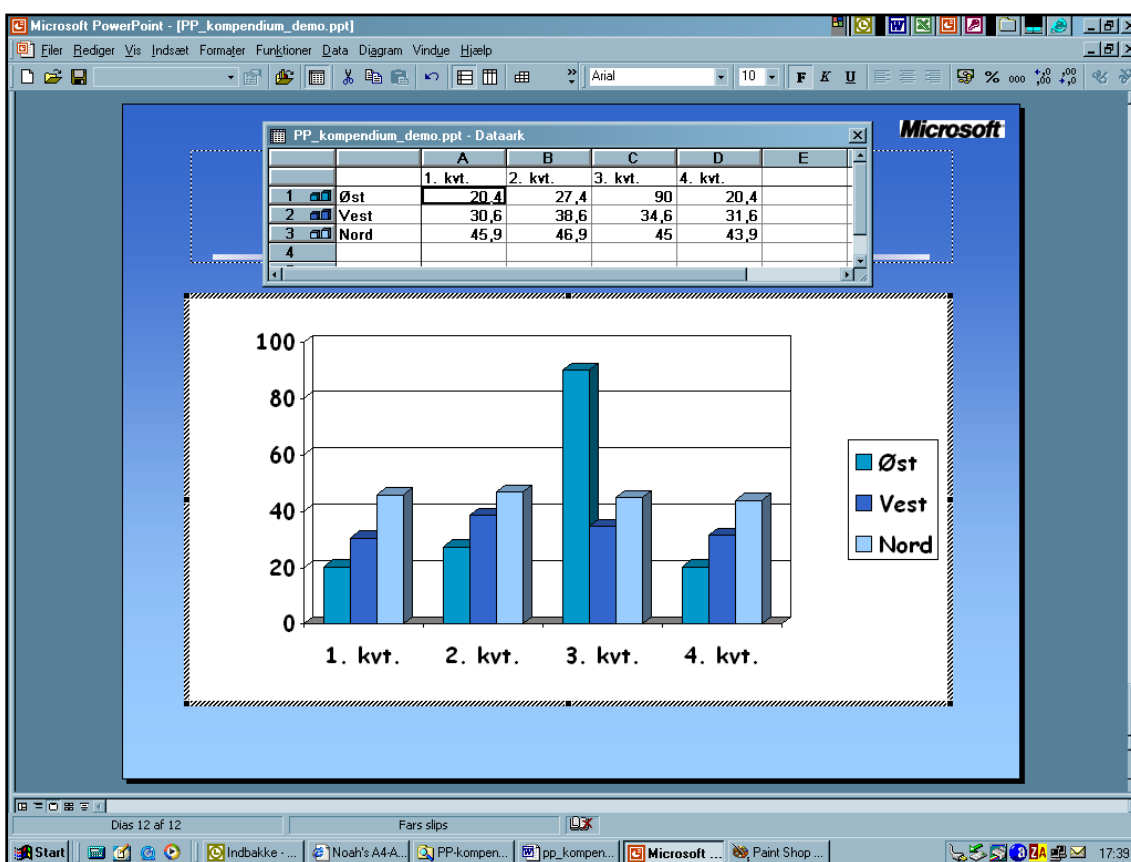 Microsoft PowerPoint - [PP_kompendium_demo.ppt]
Filer Rediger Vis Indsæt Formater Funktioner Data Diagram Vindue Hjælp
Arial 10 F K U % 000
Microsoft
PP_kompendium_demo.ppt - Dataark
A B C D E
1. kvt. 2. kvt. 3. kvt. 4. kvt.
1 Øst 20,4 27,4 90 20,4
2 Vest 30,6 38,6 34,6 31,6
3 Nord 45,9 46,9 45 43,9
4
100
80
60
40
20
0
1. kvt. 2. kvt. 3. kvt. 4. kvt.
Øst
Vest
Nord
Dias 12 af 12 Fars slips
Start Indbakke - ... Noah's A4-A... PP-kompen... pp_kompen... Microsoft ... Paint Shop ... ZA 17:39